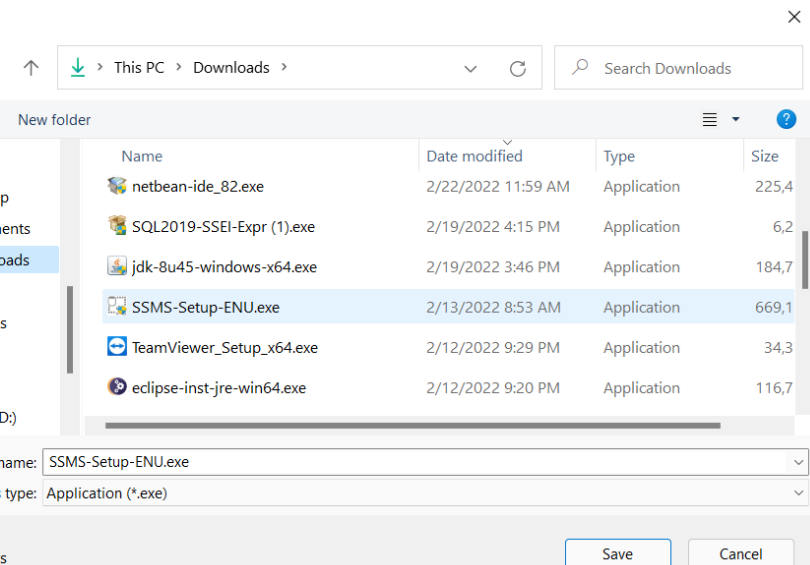 This PC > Downloads >
Search Downloads
New folder
Name Date modified Type Size
netbean-ide_82.exe 2/22/2022 11:59 AM Application 225,4
SQL2019-SSEI-Expr (1).exe 2/19/2022 4:15 PM Application 6,2
jdk-8u45-windows-x64.exe 2/19/2022 3:46 PM Application 184,7
SSMS-Setup-ENU.exe 2/13/2022 8:53 AM Application 669,1
TeamViewer_Setup_x64.exe 2/12/2022 9:29 PM Application 34,3
eclipse-inst-jre-win64.exe 2/12/2022 9:20 PM Application 116,7
p
ents
oads
s
D:)
name: SSMS-Setup-ENU.exe
type: Application (*.exe)
s
Save Cancel